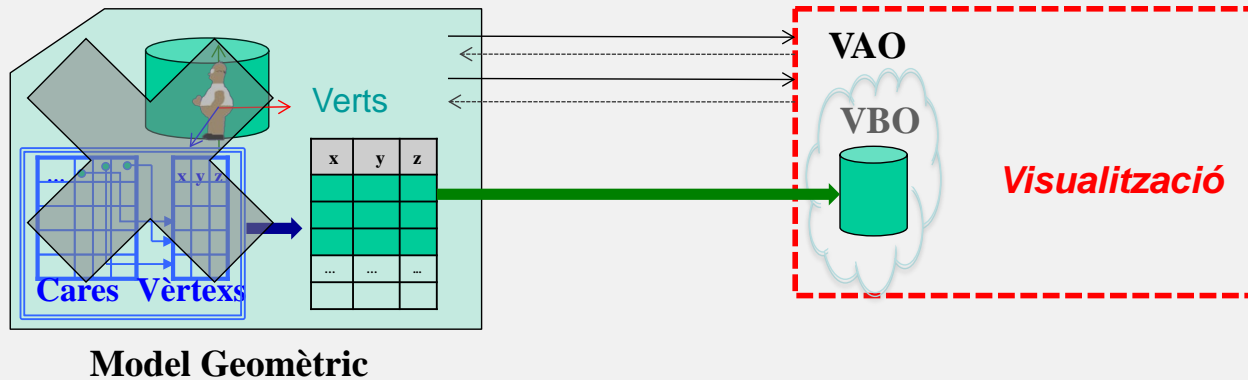 Verts
x y z
... ... ...
... x y z
Cares Vèrtexs
Model Geomètric
VAO
VBO
Visualització